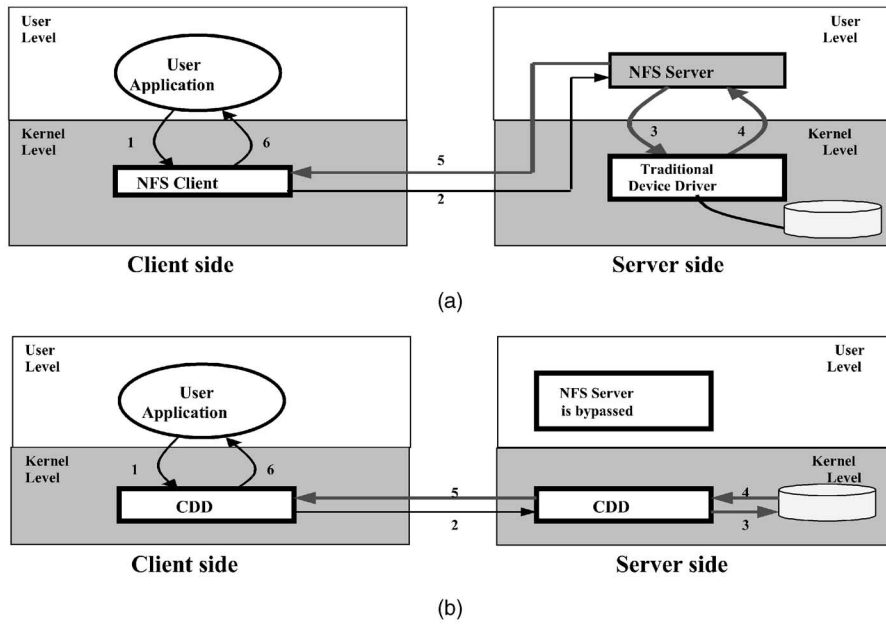 User
Level
User
Application
Kernel
Level
1
6
NFS Client
5
2
User
Level
NFS Server
3
4
Kernel
Level
Traditional
Device Driver
Client side
Server side
(a)
User
Level
User
Application
Kernel
Level
1
6
CDD
5
2
User
Level
NFS Server
is bypassed
Kernel
Level
CDD
4
3
Client side
Server side
(b)